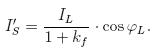 I'_S = \frac{I_L}{1 + k_f} \cdot \cos \varphi_L.